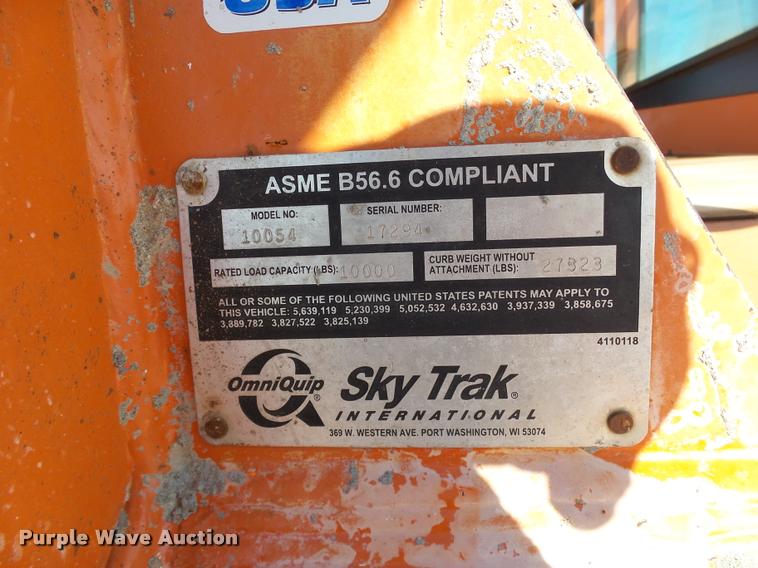 USA
ASME B56.6 COMPLIANT
MODEL NO: SERIAL NUMBER:
10054 17294
RATED LOAD CAPACITY (LBS): 10000 CURB WEIGHT WITHOUT ATTACHMENT (LBS):
ALL OR SOME OF THE FOLLOWING UNITED STATES PATENTS MAY APPLY TO
THIS VEHICLE: 5,639,119 5,230,399 5,052,532 4,632,630 3,937,339 3,858,675
3,889,782 3,827,522 3,825,139
4110118
OmniQuip Sky Trak®
INTERNATIONAL®
369 W. WESTERN AVE. PORT WASHINGTON, WI 53074
Purple Wave Auction®